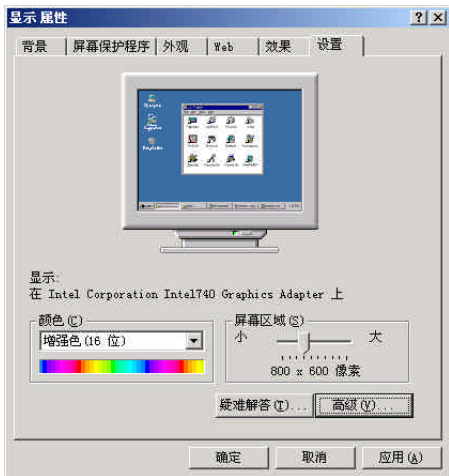 显示 属性
背景 屏幕保护程序 外观 Web 效果 设置
显示:
在 Intel Corporation Intel740 Graphics Adapter 上
颜色(C) 屏幕区域(S)
增强色(16 位) 小 大
800 x 600 像素
疑难解答(T)... 高级(V)...
确定 取消 应用(A)